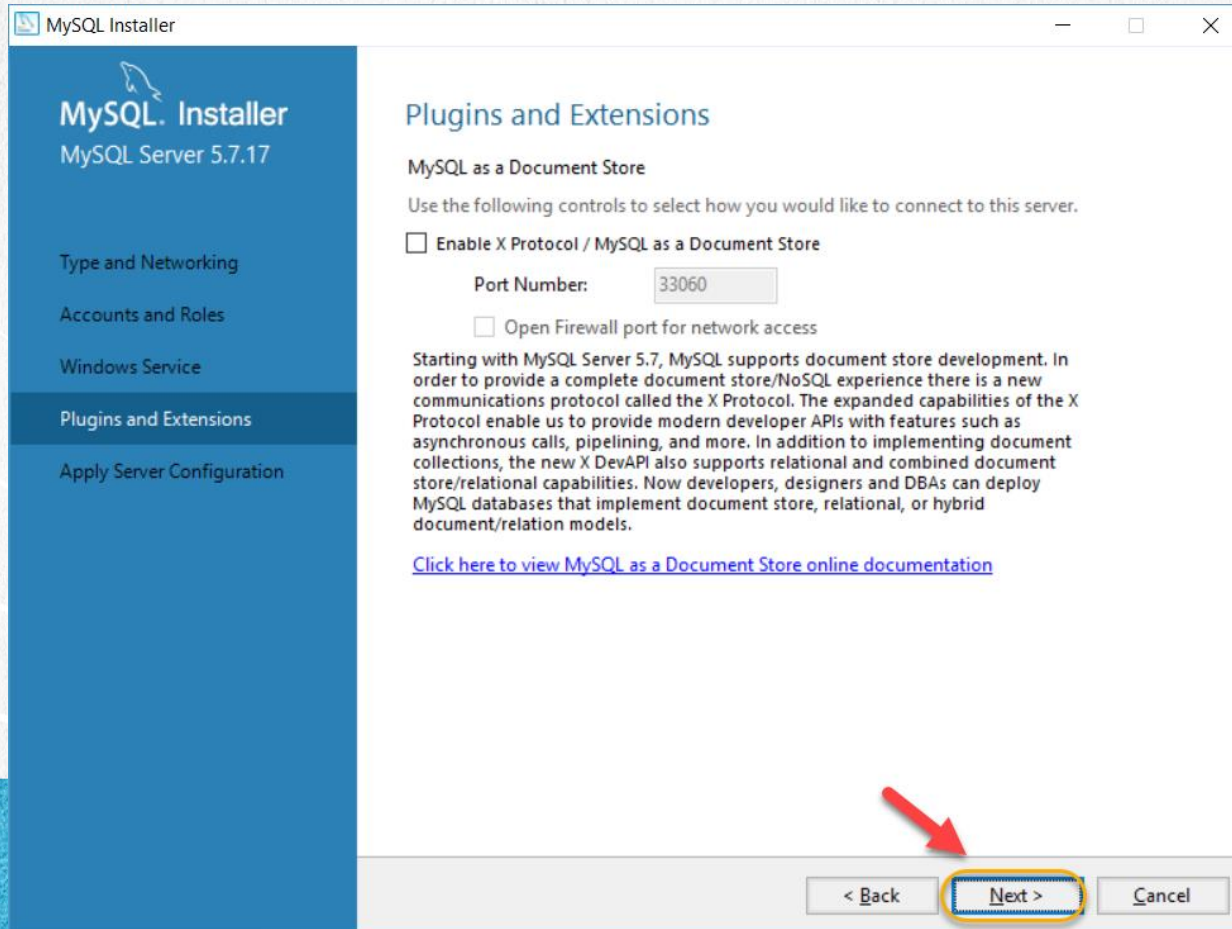 MySQL Installer
MySQL. Installer
MySQL Server 5.7.17
Type and Networking
Accounts and Roles
Windows Service
Plugins and Extensions
Apply Server Configuration
Plugins and Extensions
MySQL as a Document Store
Use the following controls to select how you would like to connect to this server.
Enable X Protocol / MySQL as a Document Store
Port Number: 33060
Open Firewall port for network access
Starting with MySQL Server 5.7, MySQL supports document store development. In
order to provide a complete document store/NoSQL experience there is a new
communications protocol called the X Protocol. The expanded capabilities of the X
Protocol enable us to provide modern developer APIs with features such as
asynchronous calls, pipelining, and more. In addition to implementing document
collections, the new X DevAPI also supports relational and combined document
store/relational capabilities. Now developers, designers and DBAs can deploy
MySQL databases that implement document store, relational, or hybrid
document/relation models.
Click here to view MySQL as a Document Store online documentation
< Back Next > Cancel